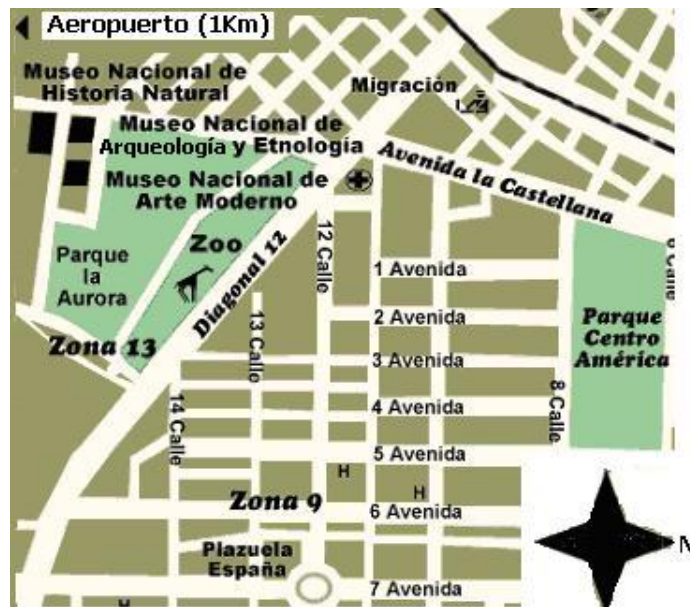 Aeropuerto (1Km)
Museo Nacional de
Historia Natural
Migración
Museo Nacional de
Arqueología y Etnología
Avenida la Castellana
Museo Nacional de
Arte Moderno
Zoo
Diagonal 12
12 Calle
Parque
la
Aurora
1 Avenida
2 Avenida
Parque
Centro
América
Zona 13
13 Calle
3 Avenida
8 Calle
14 Calle
4 Avenida
5 Avenida
H
H
Zona 9
6 Avenida
N
Plazuela
España
7 Avenida
H